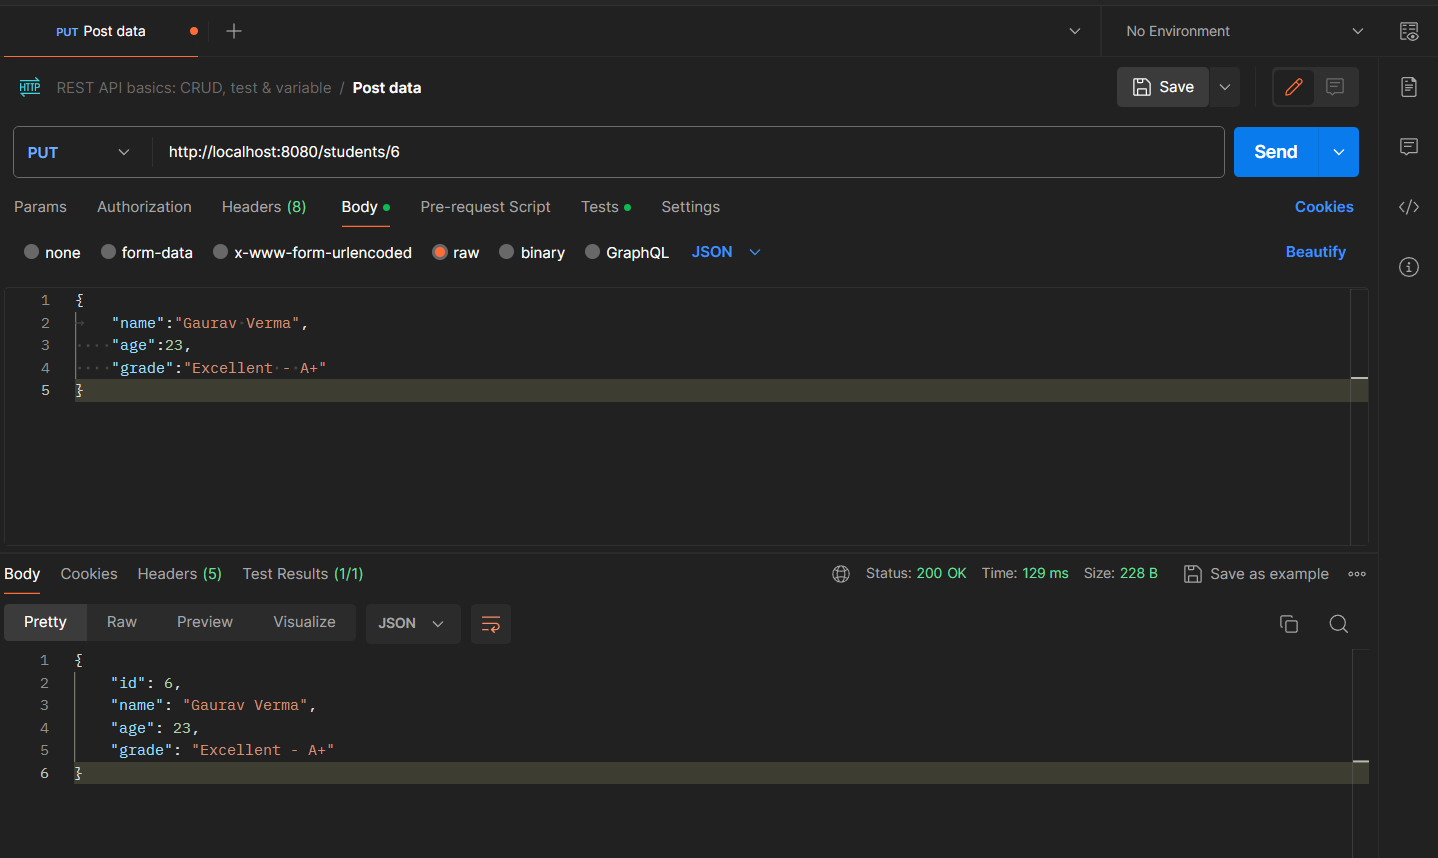 PUT Post data
No Environment
HTTP REST API basics: CRUD, test & variable / Post data
Save
PUT http://localhost:8080/students/6
Send
Params Authorization Headers (8) Body Pre-request Script Tests Settings Cookies
none form-data x-www-form-urlencoded raw binary GraphQL JSON Beautify
1 {
2 "name":"Gaurav Verma",
3 "age":23,
4 "grade":"Excellent - A+"
5 }
Body Cookies Headers (5) Test Results (1/1) Status: 200 OK Time: 129 ms Size: 228 B Save as example
Pretty Raw Preview Visualize JSON
1 {
2 "id": 6,
3 "name": "Gaurav Verma",
4 "age": 23,
5 "grade": "Excellent - A+"
6 }